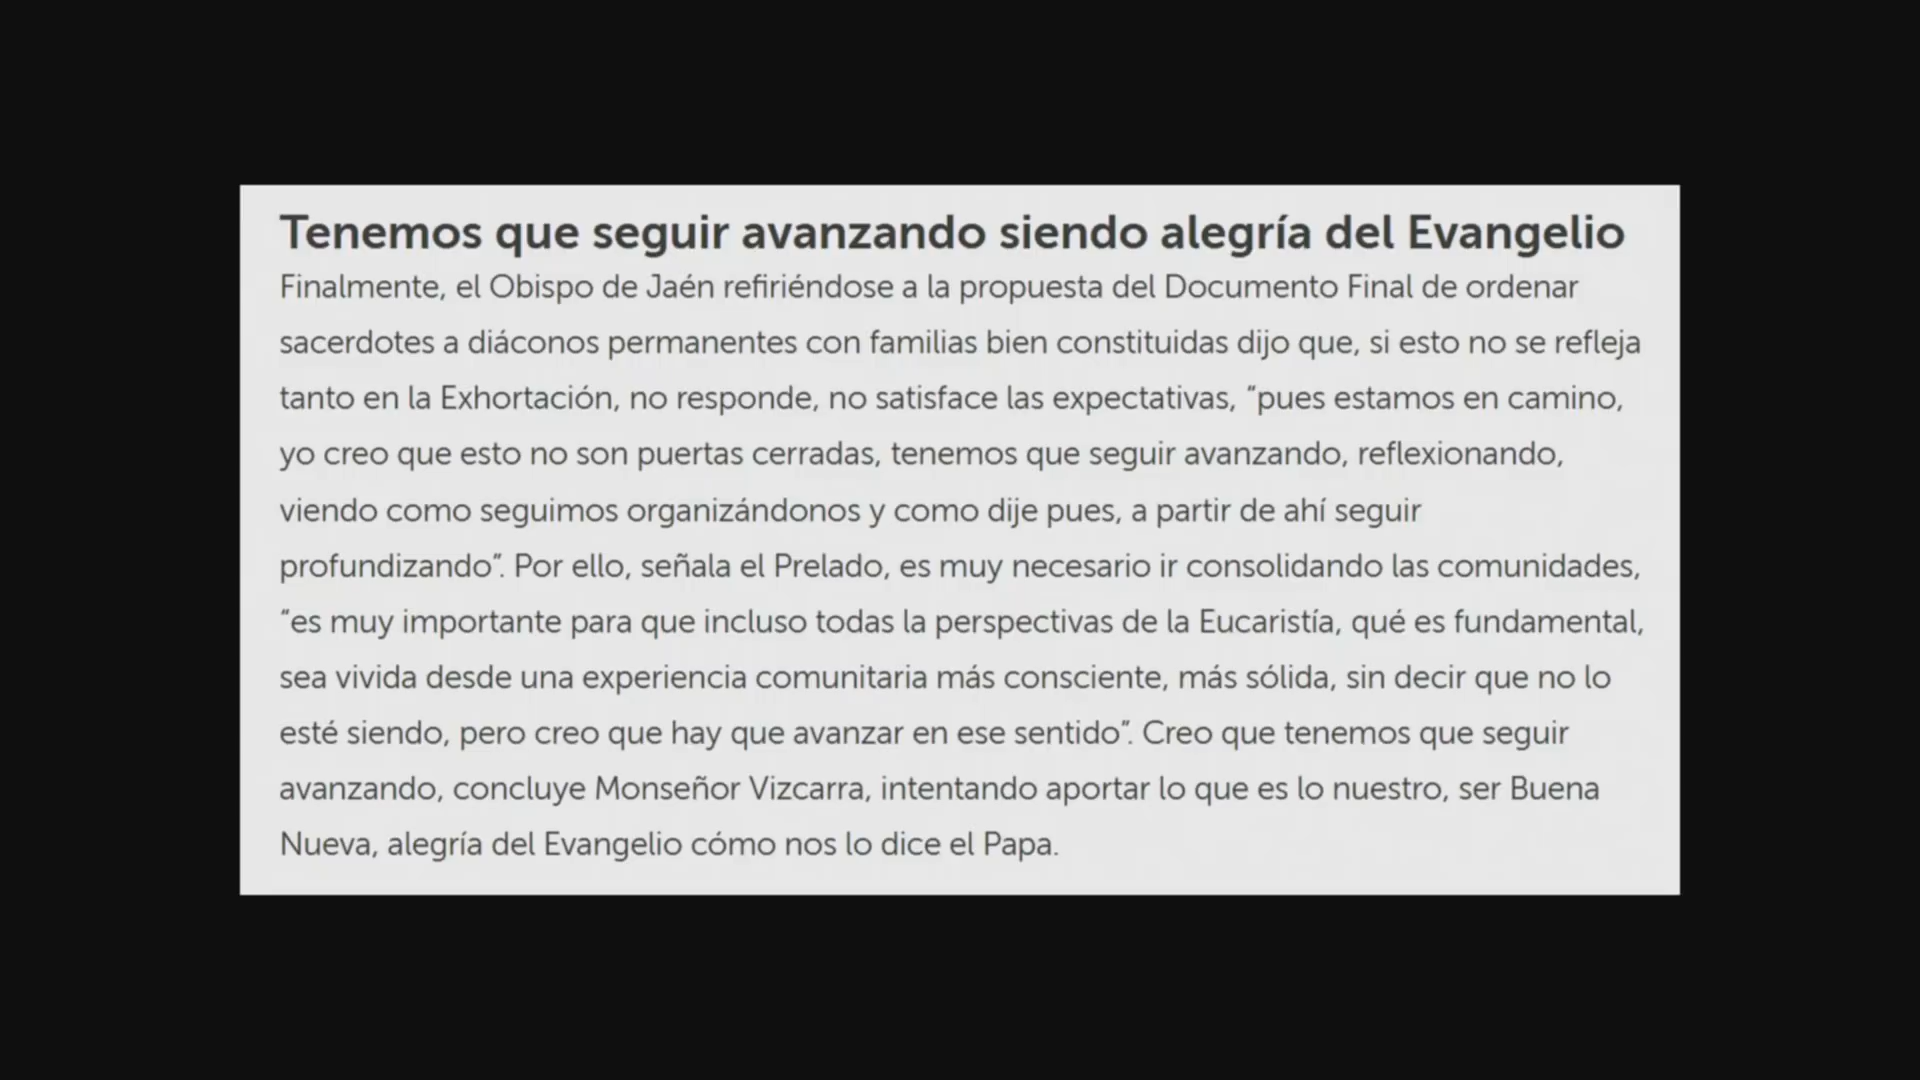 Tenemos que seguir avanzando siendo alegría del Evangelio
Finalmente, el Obispo de Jaén refiriéndose a la propuesta del Documento Final de ordenar
sacerdotes a diáconos permanentes con familias bien constituidas dijo que, si esto no se refleja
tanto en la Exhortación, no responde, no satisface las expectativas, “pues estamos en camino,
yo creo que esto no son puertas cerradas, tenemos que seguir avanzando, reflexionando,
viendo como seguimos organizándonos y como dije pues, a partir de ahí seguir
profundizando”. Por ello, señala el Prelado, es muy necesario ir consolidando las comunidades,
“es muy importante para que incluso todas la perspectivas de la Eucaristía, qué es fundamental,
sea vivida desde una experiencia comunitaria más consciente, más sólida, sin decir que no lo
esté siendo, pero creo que hay que avanzar en ese sentido”. Creo que tenemos que seguir
avanzando, concluye Monseñor Vizcarra, intentando aportar lo que es lo nuestro, ser Buena
Nueva, alegría del Evangelio cómo nos lo dice el Papa.